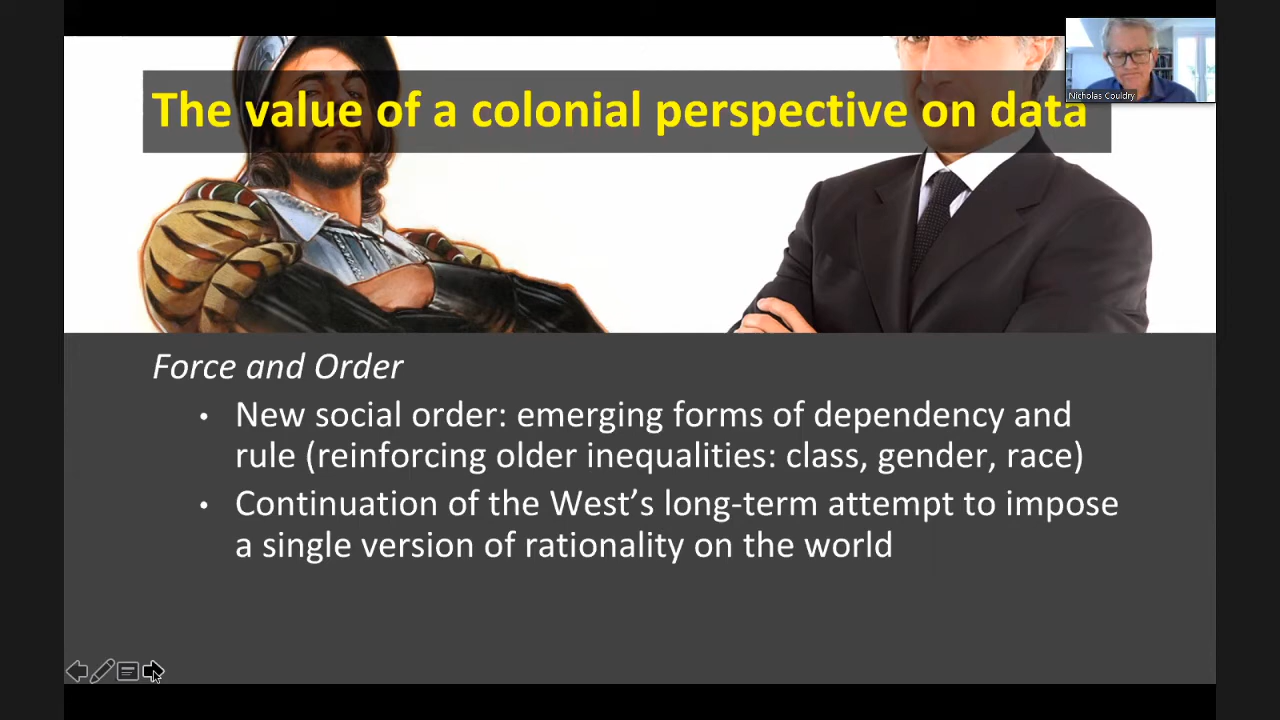 The value of a colonial perspective on data
Nicholas Couldry
Force and Order
• New social order: emerging forms of dependency and
rule (reinforcing older inequalities: class, gender, race)
• Continuation of the West’s long-term attempt to impose
a single version of rationality on the world